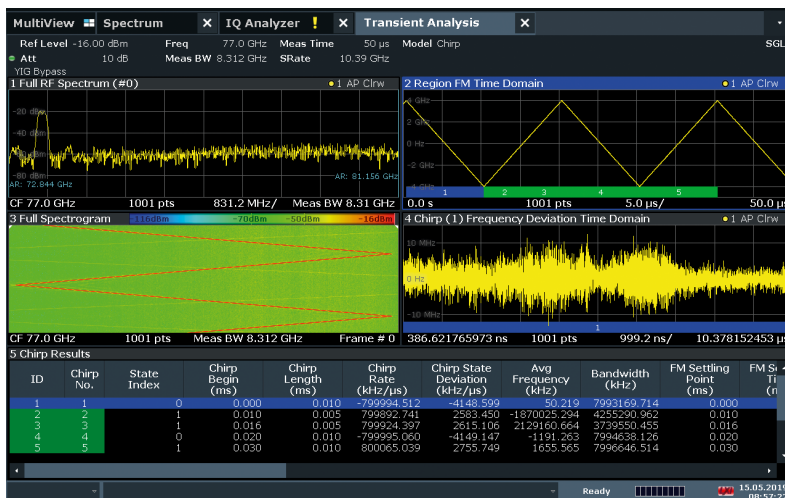 MultiView Spectrum X IQ Analyzer ! X Transient Analysis X
Ref Level -16.00 dBm Freq 77.0 GHz Meas Time 50 µs Model Chirp SGL
Att 10 dB Meas BW 8.312 GHz SRate 10.39 GHz
YIG Bypass
1 Full RF Spectrum (#0) 1 AP Clrw
-20 dBm
-40 dBm
-80 dBm
AR: 72.844 GHz
AR: 81.156 GHz
CF 77.0 GHz 1001 pts 831.2 MHz/ Meas BW 8.31 GHz
2 Region FM Time Domain 1 AP Clrw
4 GHz
2 GHz
0 Hz
-2 GHz
1 2 3 4 5
0.0 s 1001 pts 5.0 µs/ 50.0 µs
3 Full Spectrogram -116dBm -70dBm -50dBm -16dBm
CF 77.0 GHz 1001 pts Meas BW 8.312 GHz Frame # 0
4 Chirp (1) Frequency Deviation Time Domain 1 AP Clrw
10 MHz
0 Hz
-10 MHz
1
386.621765973 ns 1001 pts 999.2 ns/ 10.378152453 µs
5 Chirp Results
ID Chirp No. State Index Chirp Begin (ms) Chirp Length (ms) Chirp Rate (kHz/µs) Chirp State Deviation (kHz) Avg Frequency (kHz) Bandwidth (kHz) FM Settling Point (ms)
1 1 0 0.000 0.010 -799994.512 -4148.599 50.219 7993169.714 0.000
2 2 1 0.010 0.005 799892.741 2583.450 -1870025.294 4255290.962 0.010
3 3 1 0.016 0.005 799924.397 2615.106 2129160.664 3739550.455 0.016
4 4 0 0.020 0.010 -799995.060 -4149.147 -1191.263 7994638.126 0.020
5 5 1 0.030 0.010 800065.039 2755.749 1655.565 7996646.514 0.030
Ready 15.05.2019